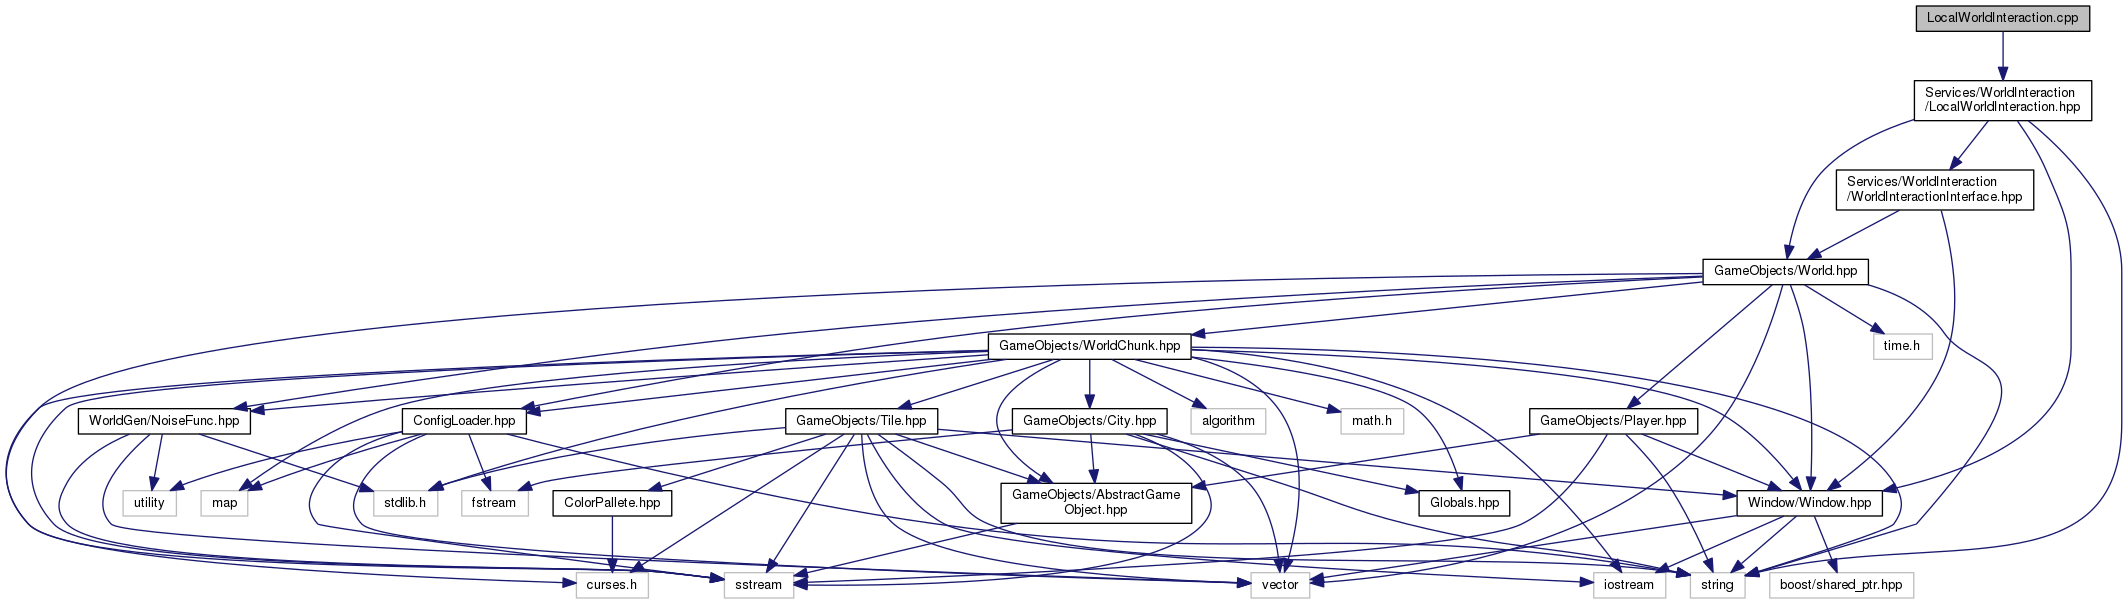 LocalWorldInteraction.cpp
Services/WorldInteraction
/LocalWorldInteraction.hpp
Services/WorldInteraction
/WorldInteractionInterface.hpp
GameObjects/World.hpp
GameObjects/WorldChunk.hpp
time.h
WorldGen/NoiseFunc.hpp
ConfigLoader.hpp
GameObjects/Tile.hpp
GameObjects/City.hpp
algorithm
math.h
GameObjects/Player.hpp
utility
map
stdlib.h
fstream
ColorPallete.hpp
GameObjects/AbstractGame
Object.hpp
Globals.hpp
Window/Window.hpp
curses.h
sstream
vector
iostream
string
boost/shared_ptr.hpp